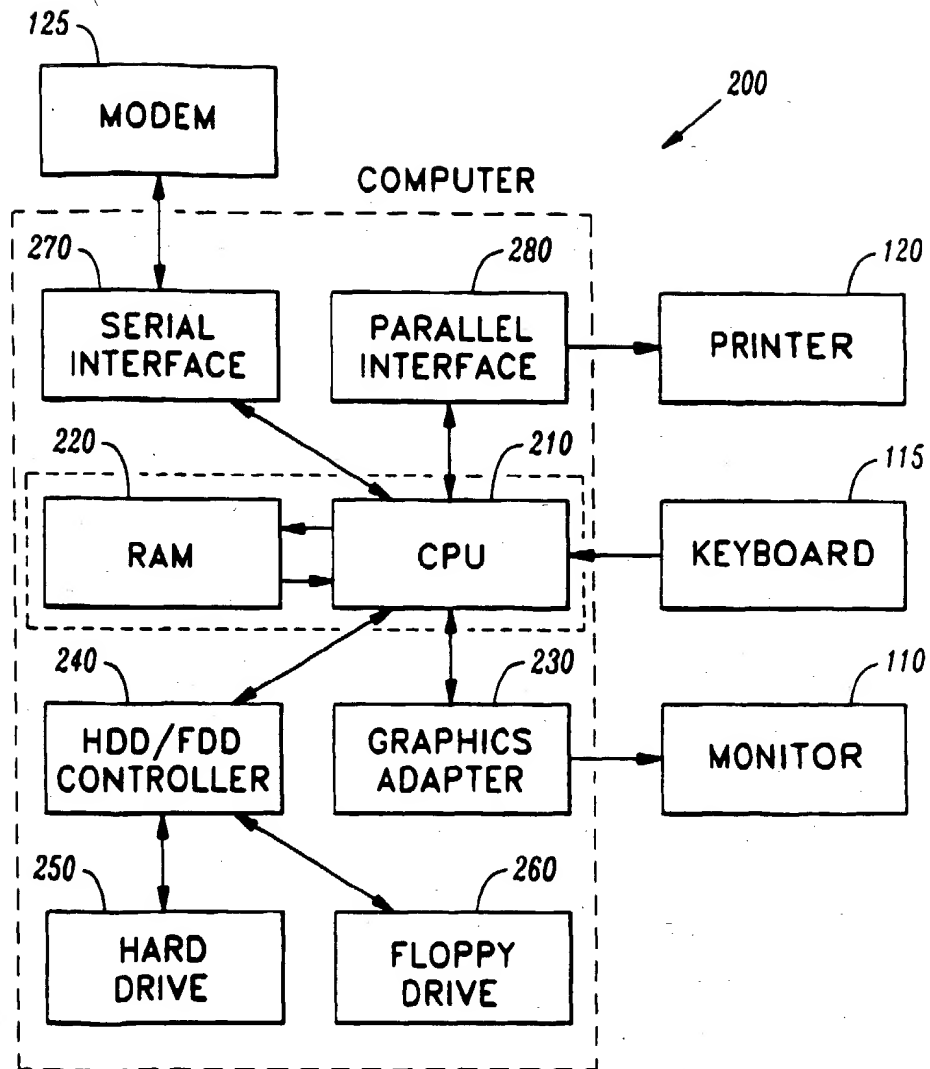 125
MODEM
200
COMPUTER
270
SERIAL
INTERFACE
280
PARALLEL
INTERFACE
120
PRINTER
220
RAM
210
CPU
115
KEYBOARD
240
HDD/FDD
CONTROLLER
230
GRAPHICS
ADAPTER
110
MONITOR
250
HARD
DRIVE
260
FLOPPY
DRIVE